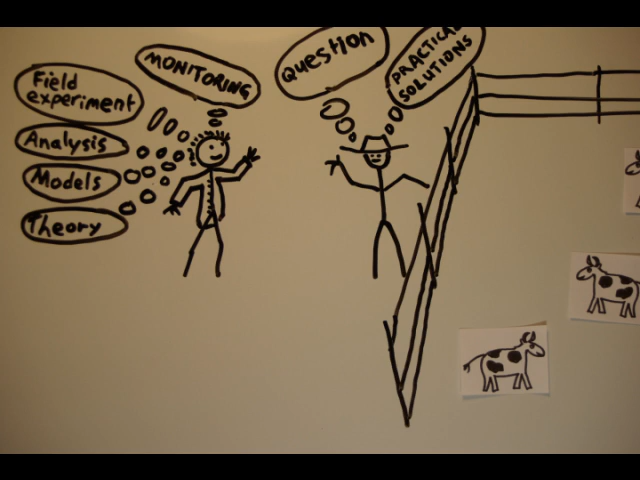 Field
experiment
Analysis
Models
Theory
MONITORING
QUESTION
PRACTICAL
SOLUTIONS